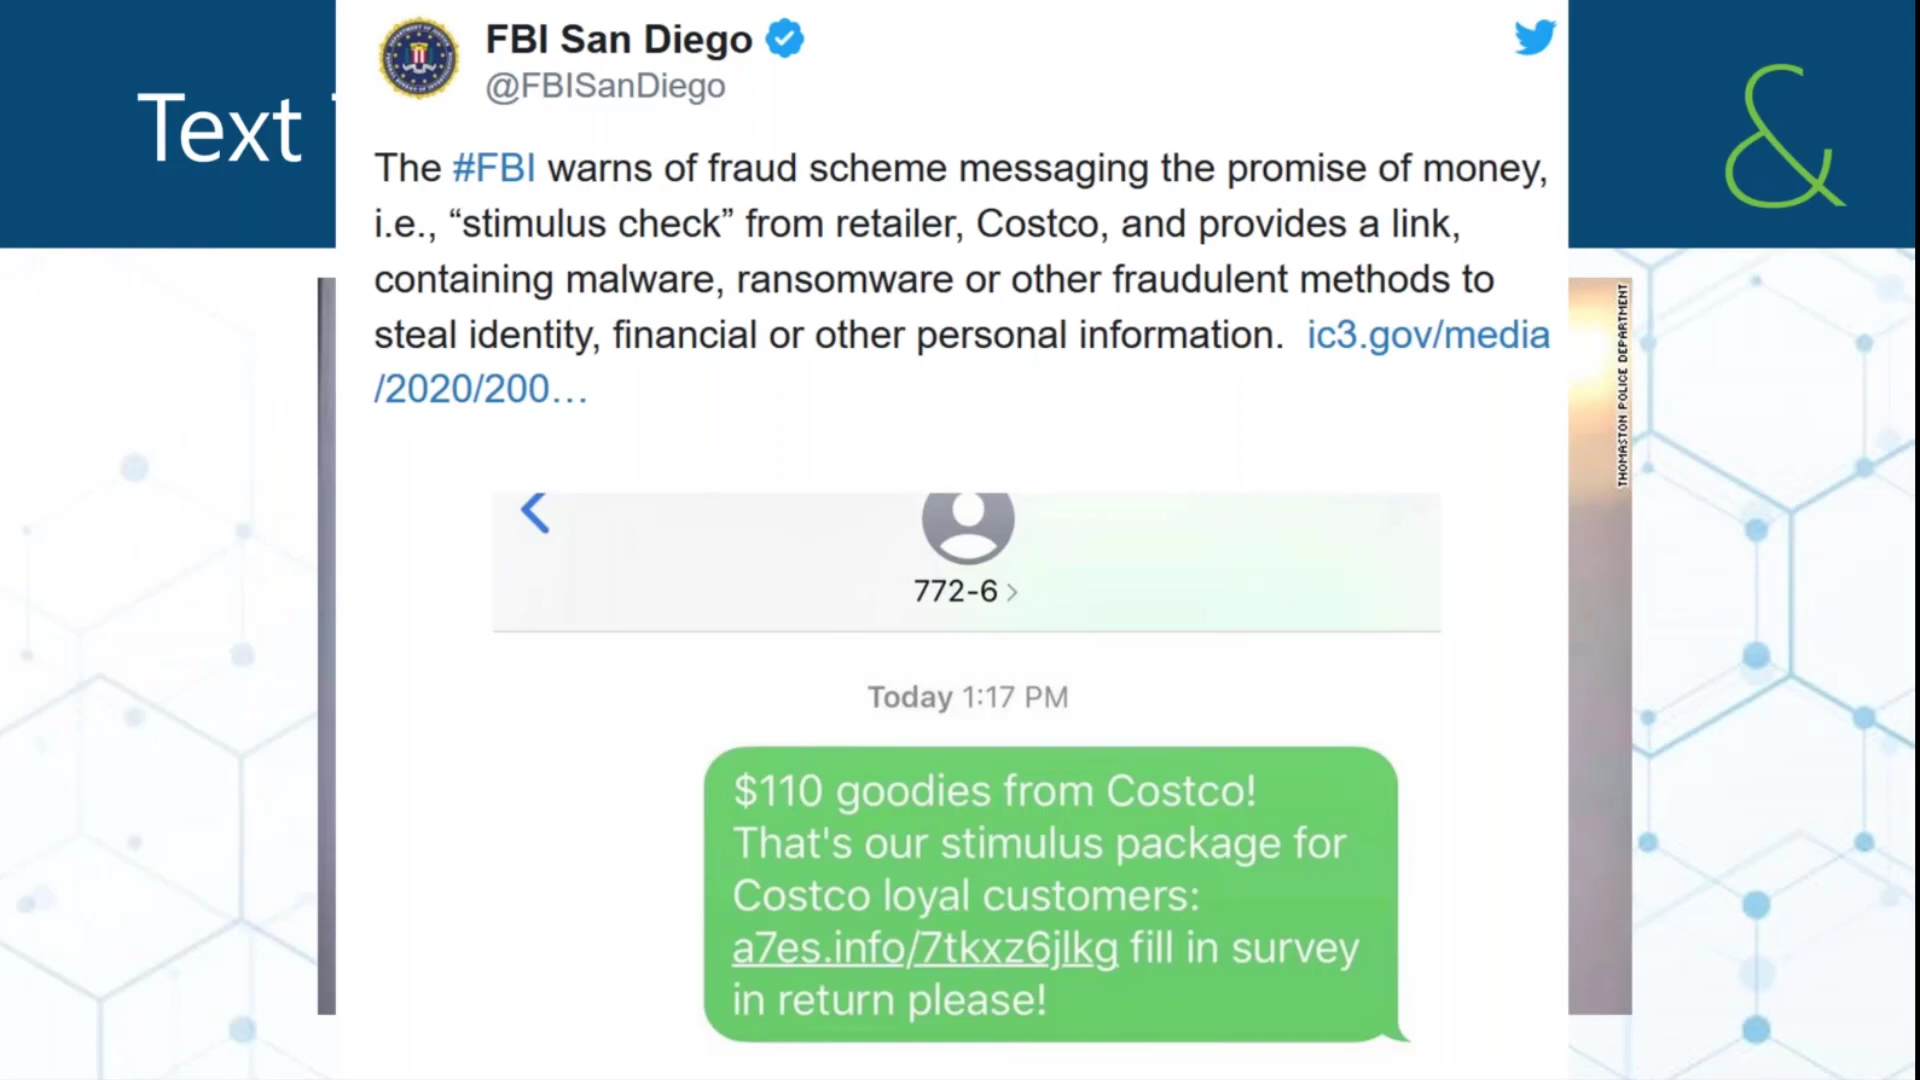 Text
FBI San Diego
@FBISanDiego
The #FBI warns of fraud scheme messaging the promise of money,
i.e., “stimulus check” from retailer, Costco, and provides a link,
containing malware, ransomware or other fraudulent methods to
steal identity, financial or other personal information. ic3.gov/media
/2020/200…
&
THOMASTON POLICE DEPARTMENT
772-6 >
Today 1:17 PM
$110 goodies from Costco!
That's our stimulus package for
Costco loyal customers:
a7es.info/7tkxz6jlkg fill in survey
in return please!